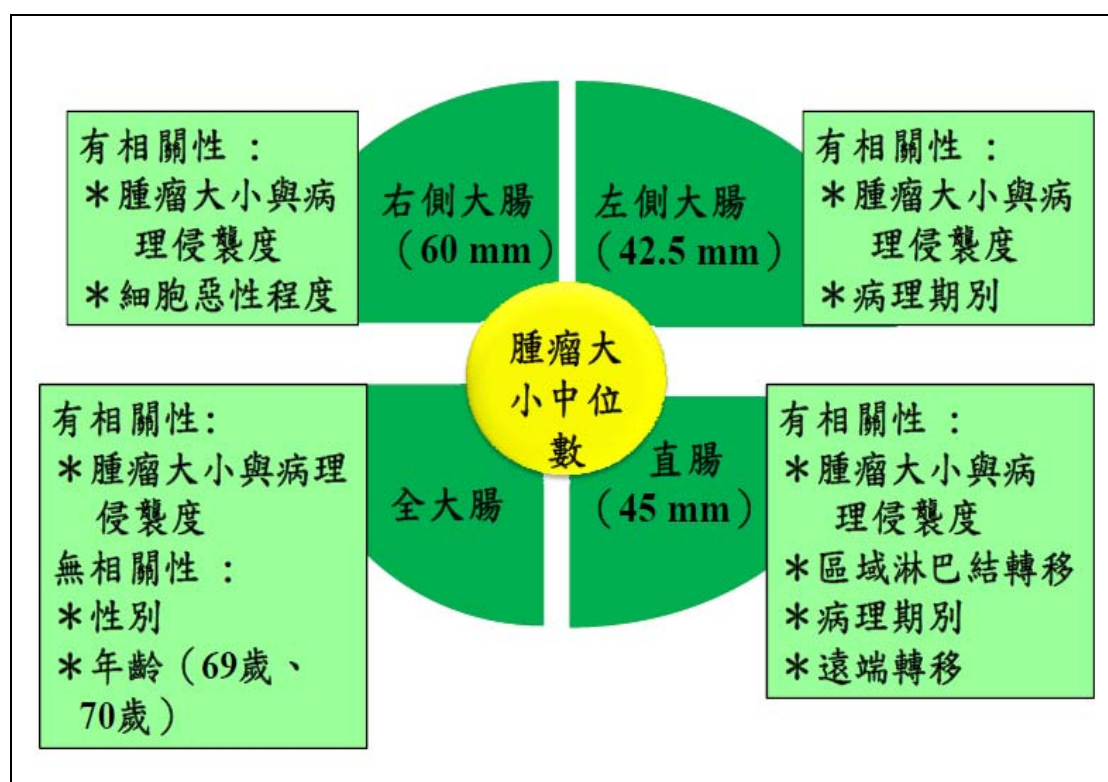 有相關性 ：
＊腫瘤大小與病
理侵襲度
＊細胞惡性程度
右側大腸
（60 mm）
左側大腸
（42.5 mm）
有相關性 ：
＊腫瘤大小與病
理侵襲度
＊病理期別
腫瘤大
小中位
數
有相關性：
＊腫瘤大小與病理
侵襲度
無相關性 ：
＊性別
＊年齡（69歲、
70歲）
全大腸
直腸
（45 mm）
有相關性 ：
＊腫瘤大小與病
理侵襲度
＊區域淋巴結轉移
＊病理期別
＊遠端轉移